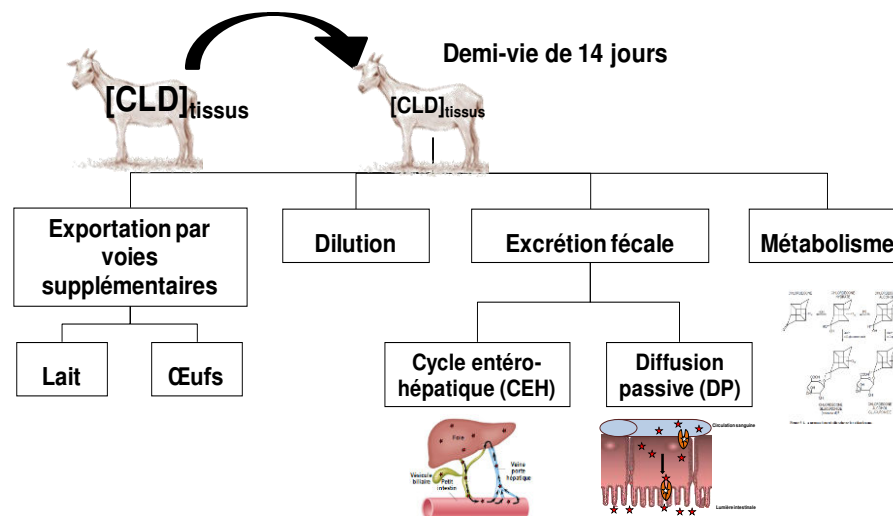 Demi-vie de 14 jours
[CLD]tissus
[CLD]tissus
Exportation par
voies
supplémentaires
Dilution
Excrétion fécale
Métabolisme
Lait
Œufs
Cycle entéro-
hépatique (CEH)
Diffusion
passive (DP)
Foie
Vésicule
biliaire
Petit
intestin
Veine
porte
hépatique
Circulation sanguine
Lumière intestinale